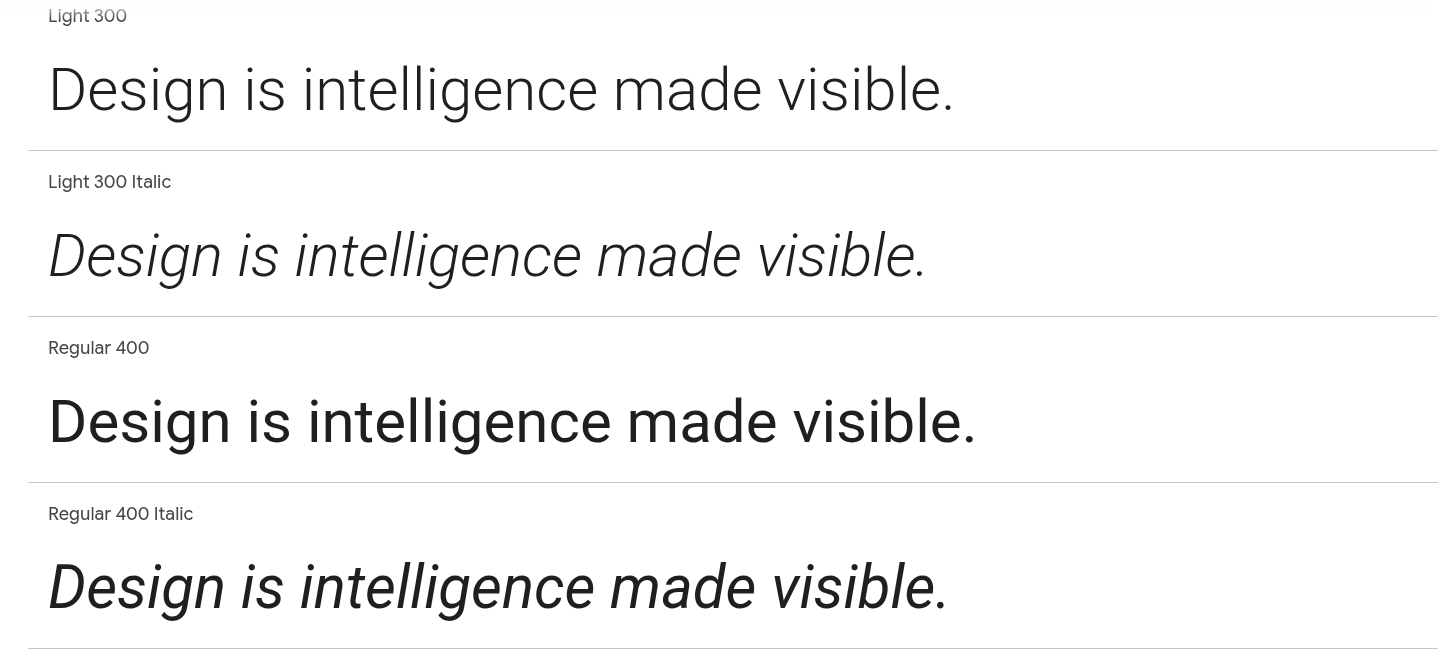 Light 300
Design is intelligence made visible.
Light 300 Italic
Design is intelligence made visible.
Regular 400
Design is intelligence made visible.
Regular 400 Italic
Design is intelligence made visible.